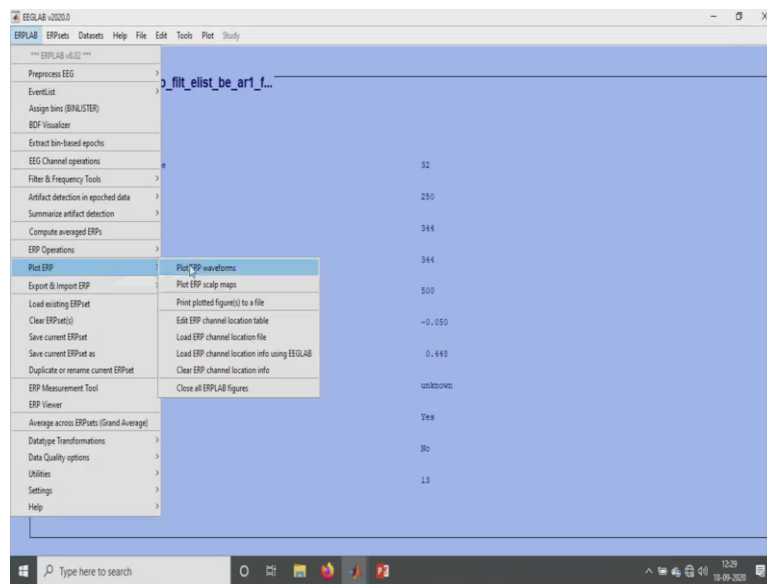 EEGLAB v2020.0
ERPLAB ERPsets Datasets Help File Edit Tools Plot Study
*** ERPLAB v8.02 ***
Preprocess EEG
EventList
Assign bins (BINLISTER)
BDF Visualizer
Extract bin-based epochs
EEG Channel operations
Filter & Frequency Tools
Artifact detection in epoched data
Summarize artifact detection
Compute averaged ERPs
ERP Operations
Plot ERP
Export & Import ERP
Load existing ERPset
Clear ERPset(s)
Save current ERPset
Save current ERPset as
Duplicate or rename current ERPset
ERP Measurement Tool
ERP Viewer
Average across ERPsets (Grand Average)
Datatype Transformations
Data Quality options
Utilities
Settings
Help
Plot ERP waveforms
Plot ERP scalp maps
Print plotted figure(s) to a file
Edit ERP channel location table
Load ERP channel location file
Load ERP channel location info using EEGLAB
Clear ERP channel location info
Close all ERPLAB figures
_filt_elist_be_ar1_f...
32
250
344
344
500
-0.050
0.448
unknown
Yes
No
13
Type here to search
12:29
18-09-2020